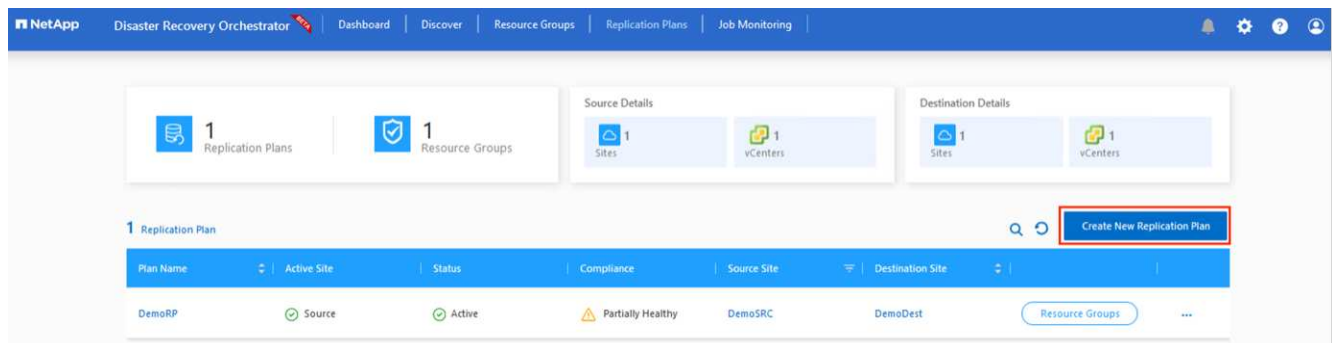 NetApp Disaster Recovery Orchestrator BETA Dashboard Discover Resource Groups Replication Plans Job Monitoring
Source Details Destination Details
1 Replication Plans
1 Resource Groups
1 Sites
1 vCenters
1 Sites
1 vCenters
1 Replication Plan Create New Replication Plan
Plan Name Active Site Status Compliance Source Site Destination Site
DemoRP Source Active Partially Healthy DemoSRC DemoDest Resource Groups ...